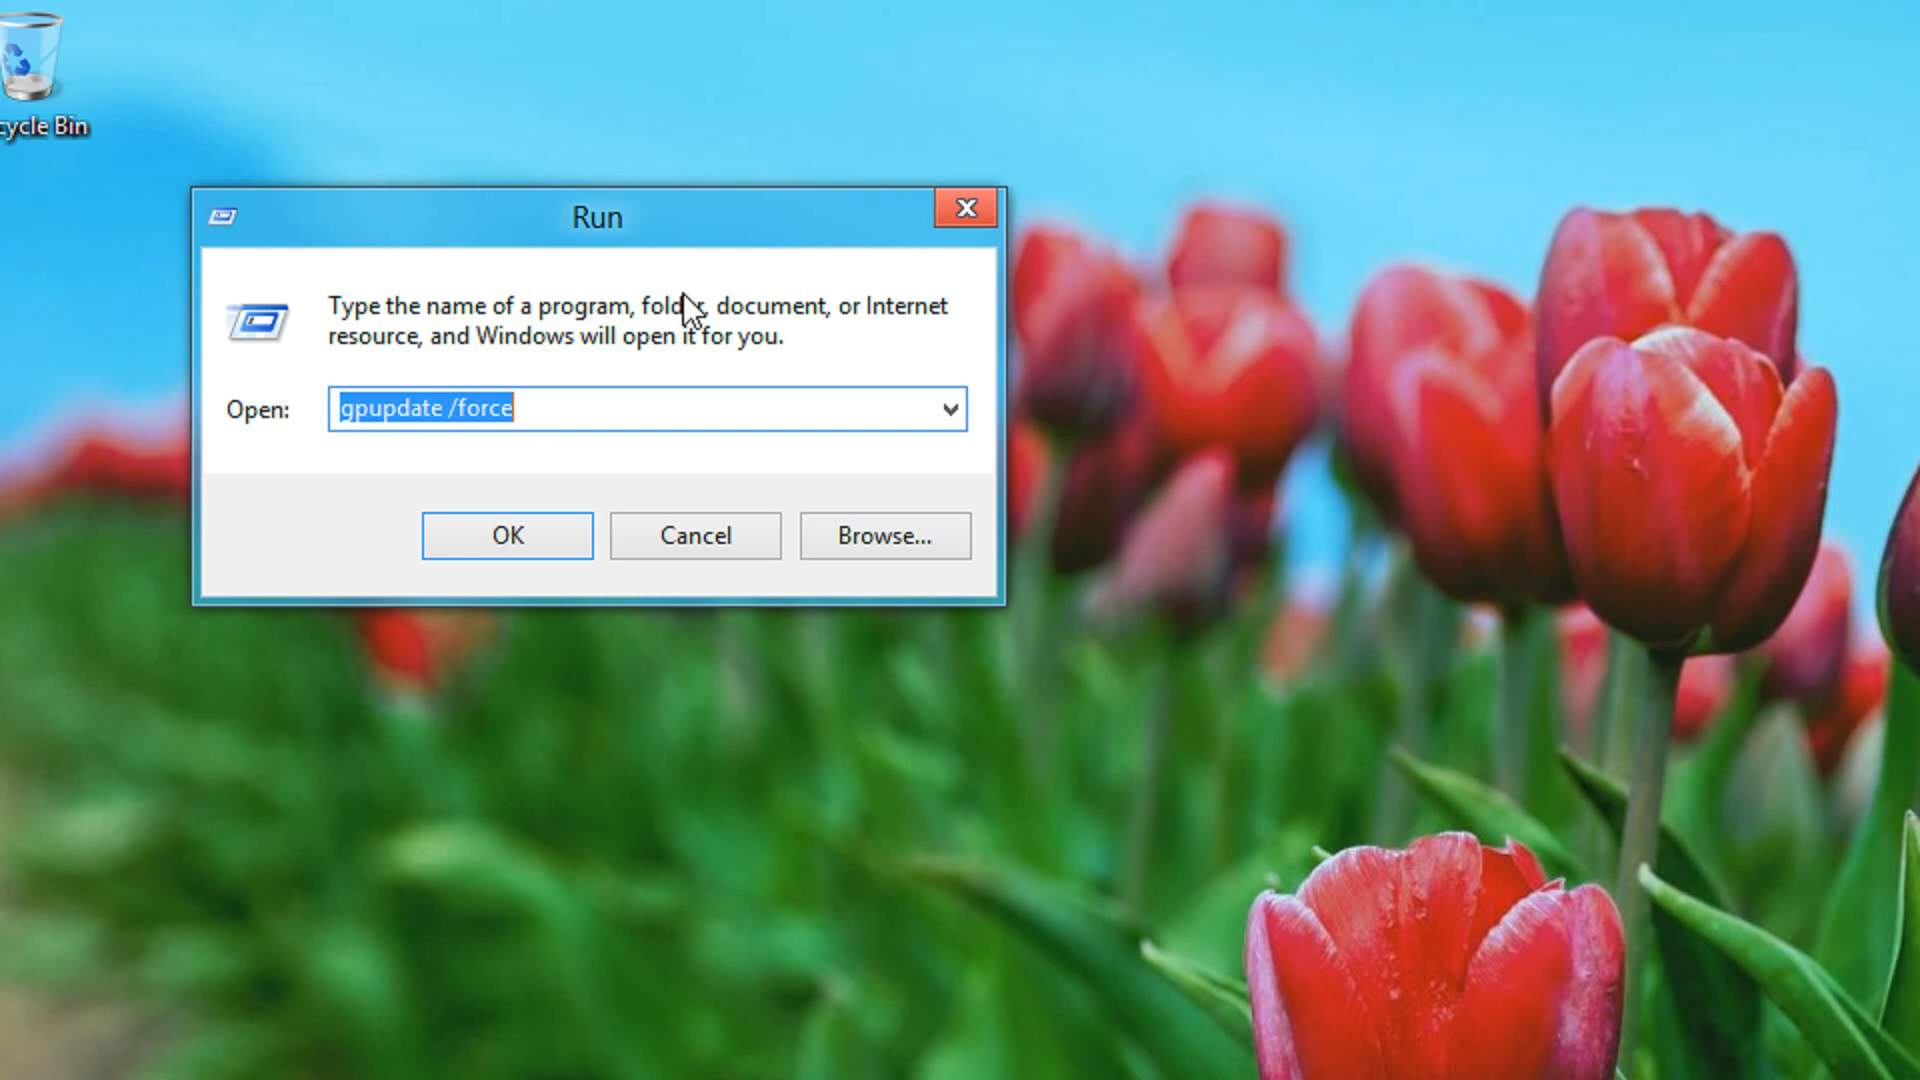 cycle Bin
Run
Type the name of a program, folder, document, or Internet
resource, and Windows will open it for you.
Open:
gpupdate /force
OK
Cancel
Browse...